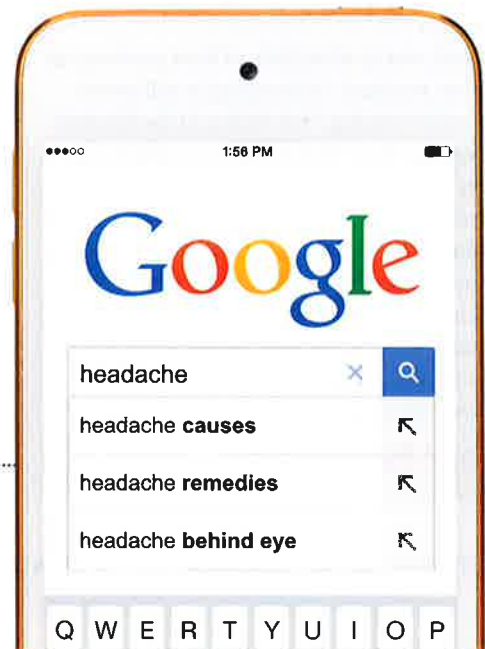 1:56 PM
Google
headache
headache causes
headache remedies
headache behind eye
Q W E R T Y U I O P